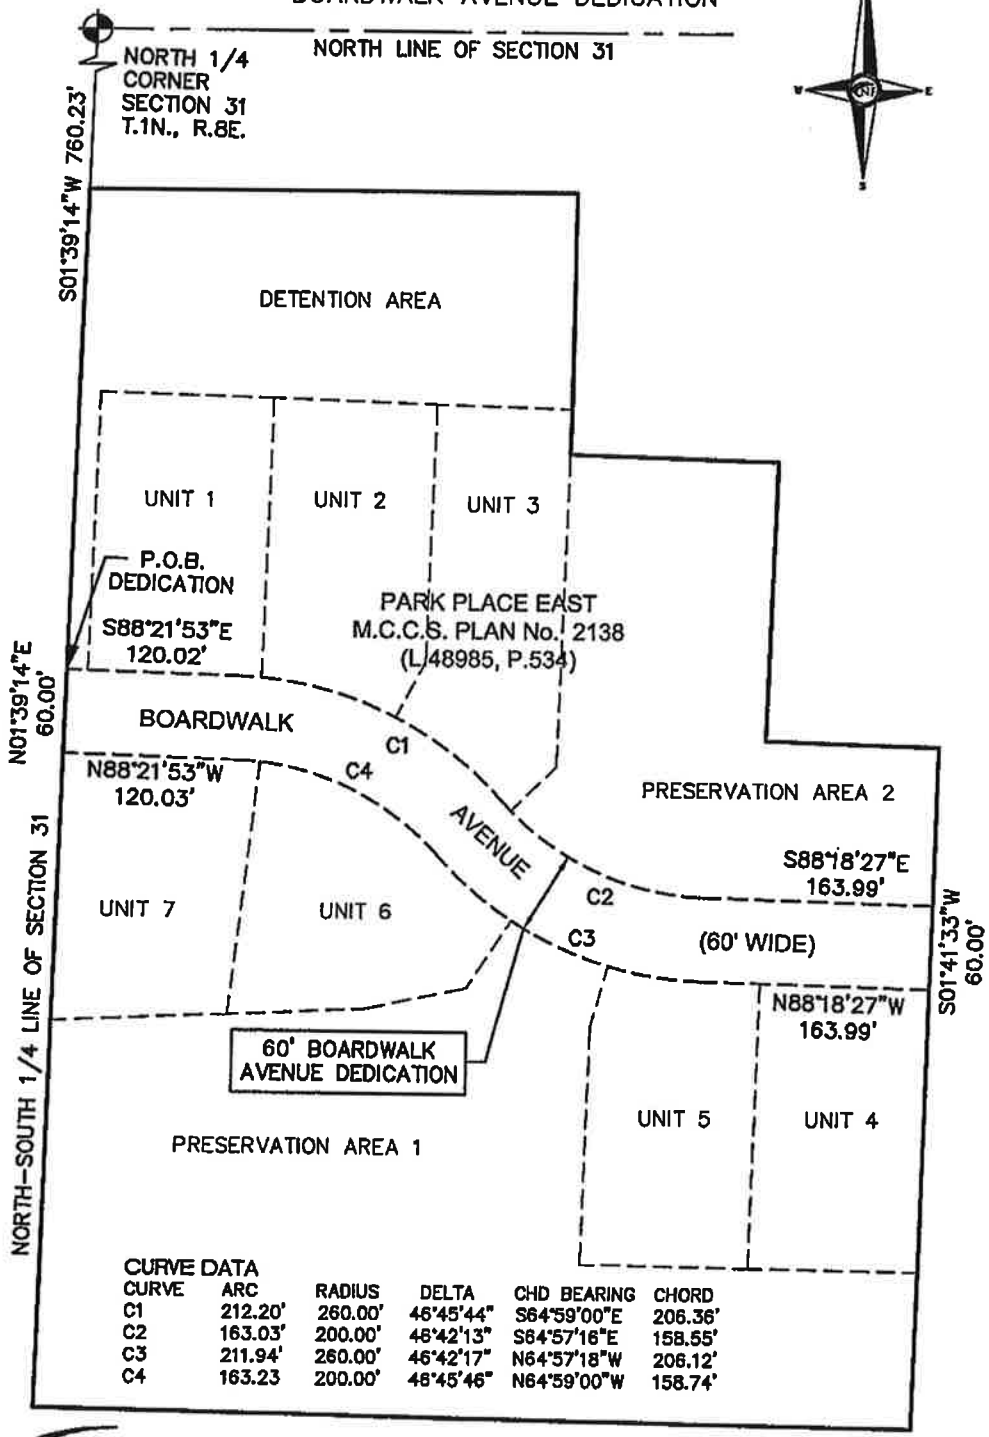 BOARDWALK AVENUE DEDICATION
NORTH LINE OF SECTION 31
NORTH 1/4
CORNER
SECTION 31
T.1N., R.8E.
W
E
S
S01°39'14"W 760.23'
DETENTION AREA
UNIT 1
UNIT 2
UNIT 3
P.O.B.
DEDICATION
PARK PLACE EAST
M.C.C.S. PLAN No. 2138
(L.48985, P.534)
S88°21'53"E
120.02'
N01°39'14"E
60.00'
BOARDWALK
C1
C4
N88°21'53"W
120.03'
AVENUE
PRESERVATION AREA 2
S88°18'27"E
163.99'
C2
C3
(60' WIDE)
S01°41'33"W
60.00'
UNIT 7
UNIT 6
N88°18'27"W
163.99'
60' BOARDWALK
AVENUE DEDICATION
NORTH-SOUTH 1/4 LINE OF SECTION 31
UNIT 5
UNIT 4
PRESERVATION AREA 1
CURVE DATA
CURVE ARC RADIUS DELTA CHD BEARING CHORD
C1 212.20' 260.00' 46°45'44" S64°59'00"E 206.36'
C2 163.03' 200.00' 46°42'13" S64°57'16"E 158.55'
C3 211.94' 260.00' 46°42'17" N64°57'18"W 206.12'
C4 163.23 200.00' 46°45'46" N64°59'00"W 158.74'